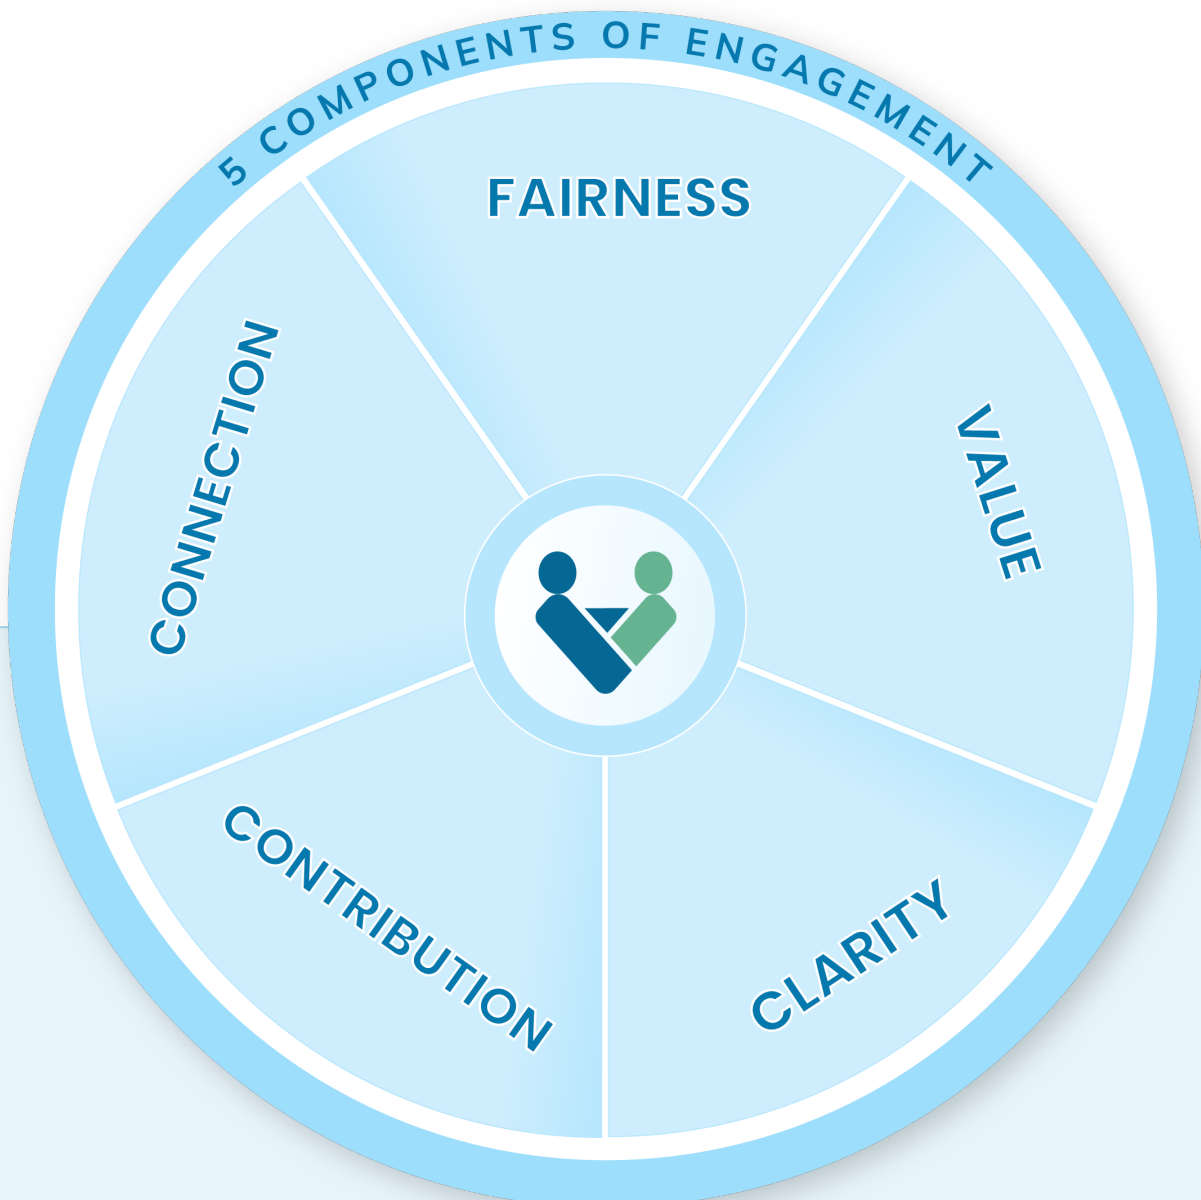 5 COMPONENTS OF ENGAGEMENT
FAIRNESS
VALUE
CLARITY
CONTRIBUTION
CONNECTION